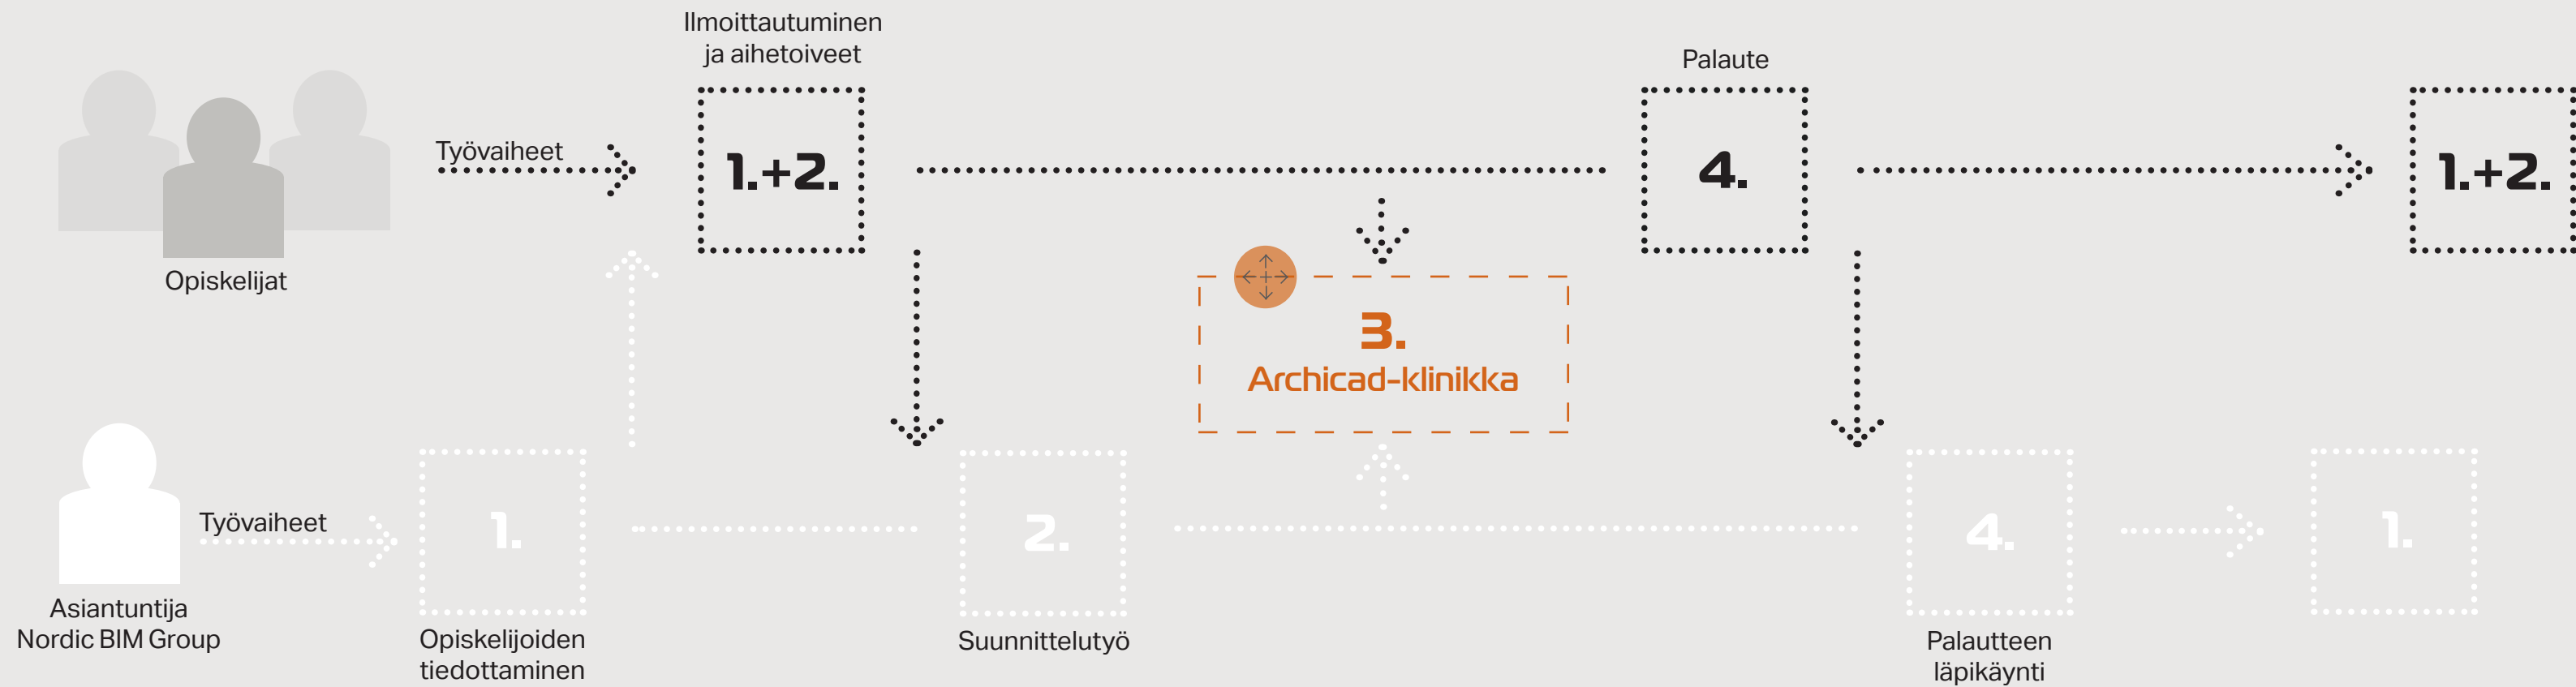 Ilmoittautuminen
ja aihetoiveet
Palaute
Työvaiheet
1.+2.
4.
1.+2.
Opiskelijat
3.
Archicad-klinikka
Työvaiheet
1.
2.
4.
1.
Asiantuntija
Nordic BIM Group
Opiskelijoiden
tiedottaminen
Suunnittelutyö
Palautteen
läpikäynti